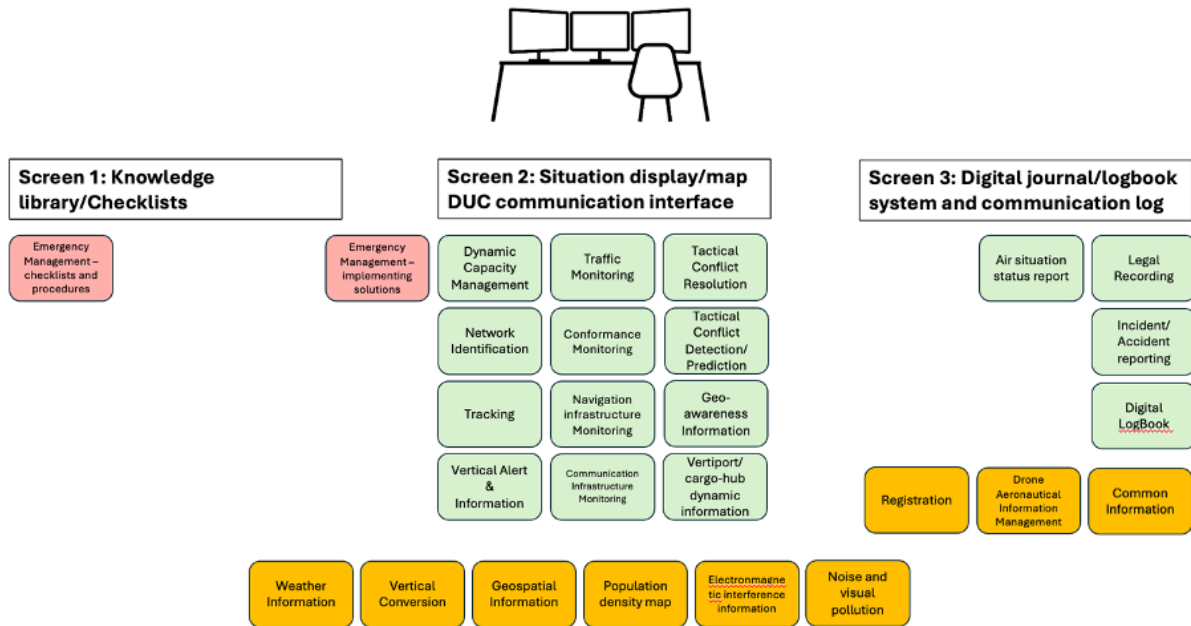 Screen 1: Knowledge
library/Checklists
Screen 2: Situation display/map
DUC communication interface
Screen 3: Digital journal/logbook
system and communication log
Emergency
Management –
checklists and
procedures
Emergency
Management –
implementing
solutions
Dynamic
Capacity
Management
Traffic
Monitoring
Tactical
Conflict
Resolution
Air situation
status report
Legal
Recording
Network
Identification
Conformance
Monitoring
Tactical
Conflict
Detection/
Prediction
Incident/
Accident
reporting
Tracking
Navigation
infrastructure
Monitoring
Geo-
awareness
Information
Digital
LogBook
Vertical Alert
&
Information
Communication
Infrastructure
Monitoring
Vertiport/
cargo-hub
dynamic
information
Registration
Drone
Aeronautical
Information
Management
Common
Information
Weather
Information
Vertical
Conversion
Geospatial
Information
Population
density map
Electronmagne
tic interference
information
Noise and
visual
pollution